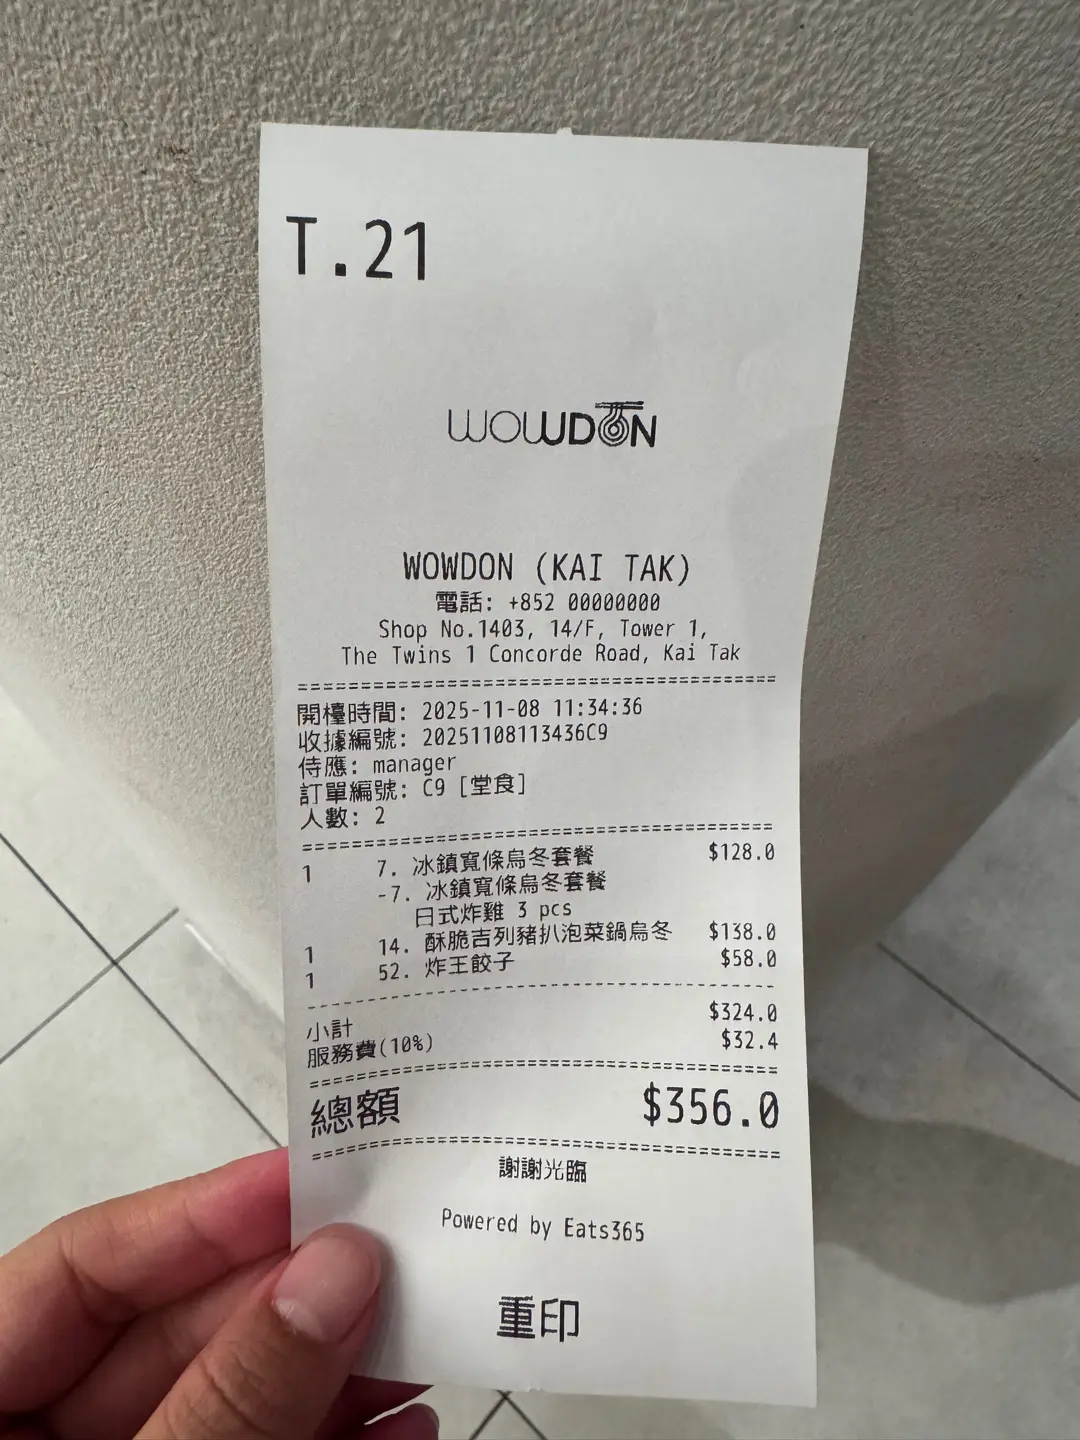 T.21
WOWDON
WOWDON (KAI TAK)
電話: +852 00000000
Shop No.1403, 14/F, Tower 1,
The Twins 1 Concorde Road, Kai Tak
開檯時間: 2025-11-08 11:34:36
收據編號: 20251108113436C9
侍應: manager
訂單編號: C9 [堂食]
人數: 2
1 7. 冰鎮寬條烏冬套餐 $128.0
-7. 冰鎮寬條烏冬套餐
日式炸雞 3 pcs
1 14. 酥脆吉列豬扒泡菜鍋烏冬 $138.0
1 52. 炸王餃子 $58.0
小計 $324.0
服務費(10%) $32.4
總額 $356.0
謝謝光臨
Powered by Eats365
重印